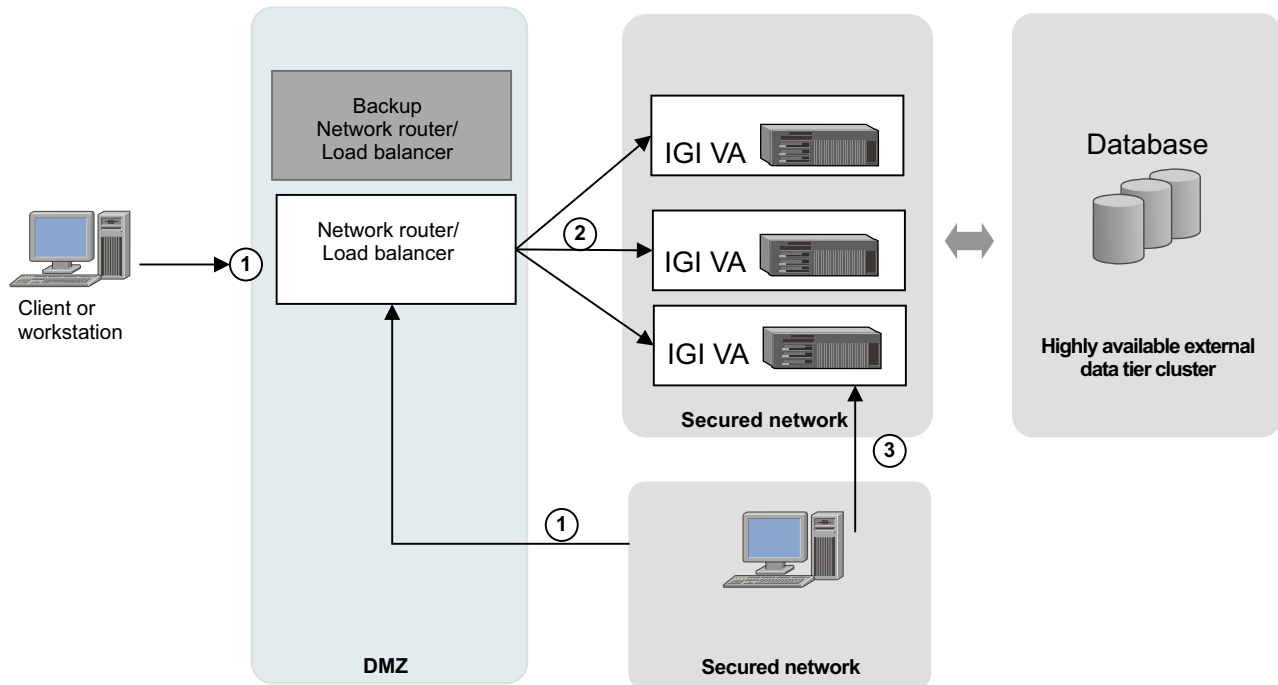 Backup
Network router/
Load balancer
Network router/
Load balancer
Client or
workstation
1
2
IGI VA
IGI VA
IGI VA
Secured network
Database
Highly available external
data tier cluster
3
1
DMZ
Secured network